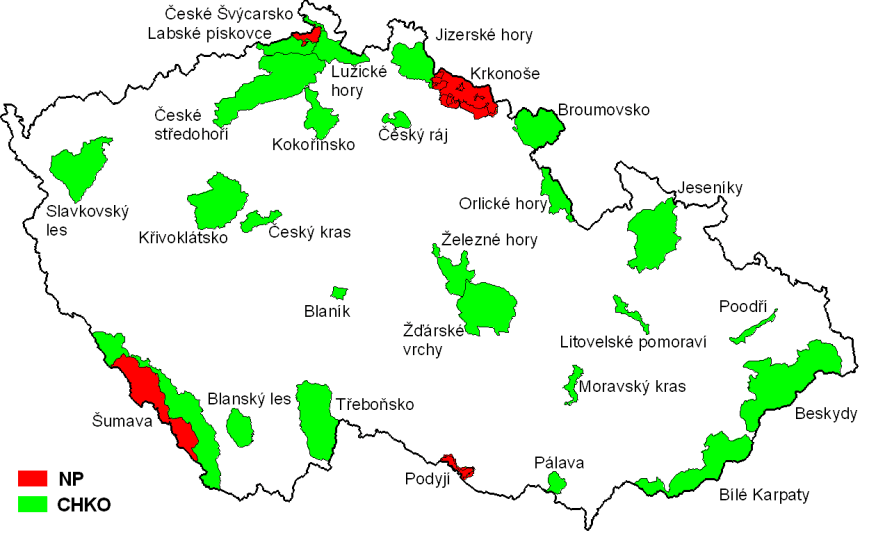 České Švýcarsko
Labské pískovce
Jizerské hory
Lužické
hory
Krkonoše
České
středohoří
Kokořínsko
Český ráj
Broumovsko
Slavkovský
les
Křivoklátsko
Český kras
Orlické hory
Jeseníky
Železné hory
Blaník
Žďárské
vrchy
Litovelské pomoraví
Poodří
Moravský kras
Šumava
Blanský les
Třeboňsko
Beskydy
Podyjí
Pálava
Bílé Karpaty
NP
CHKO